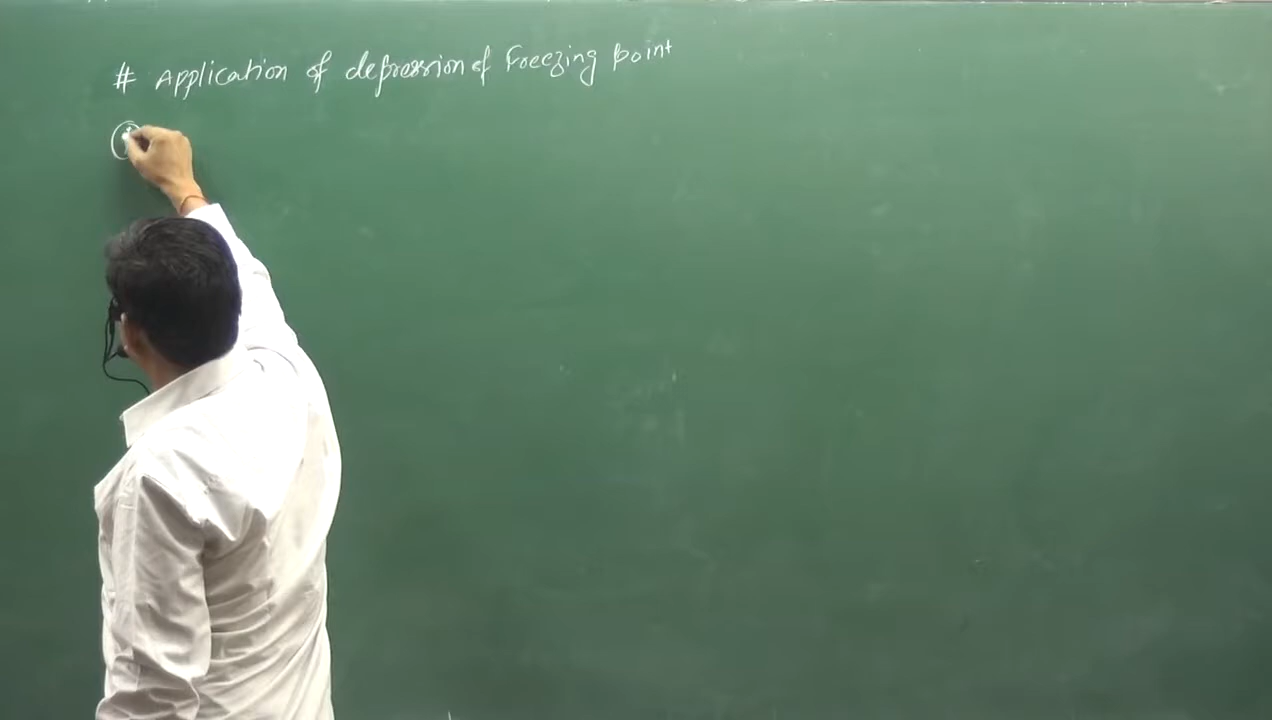 # Application of depression of Freezing point